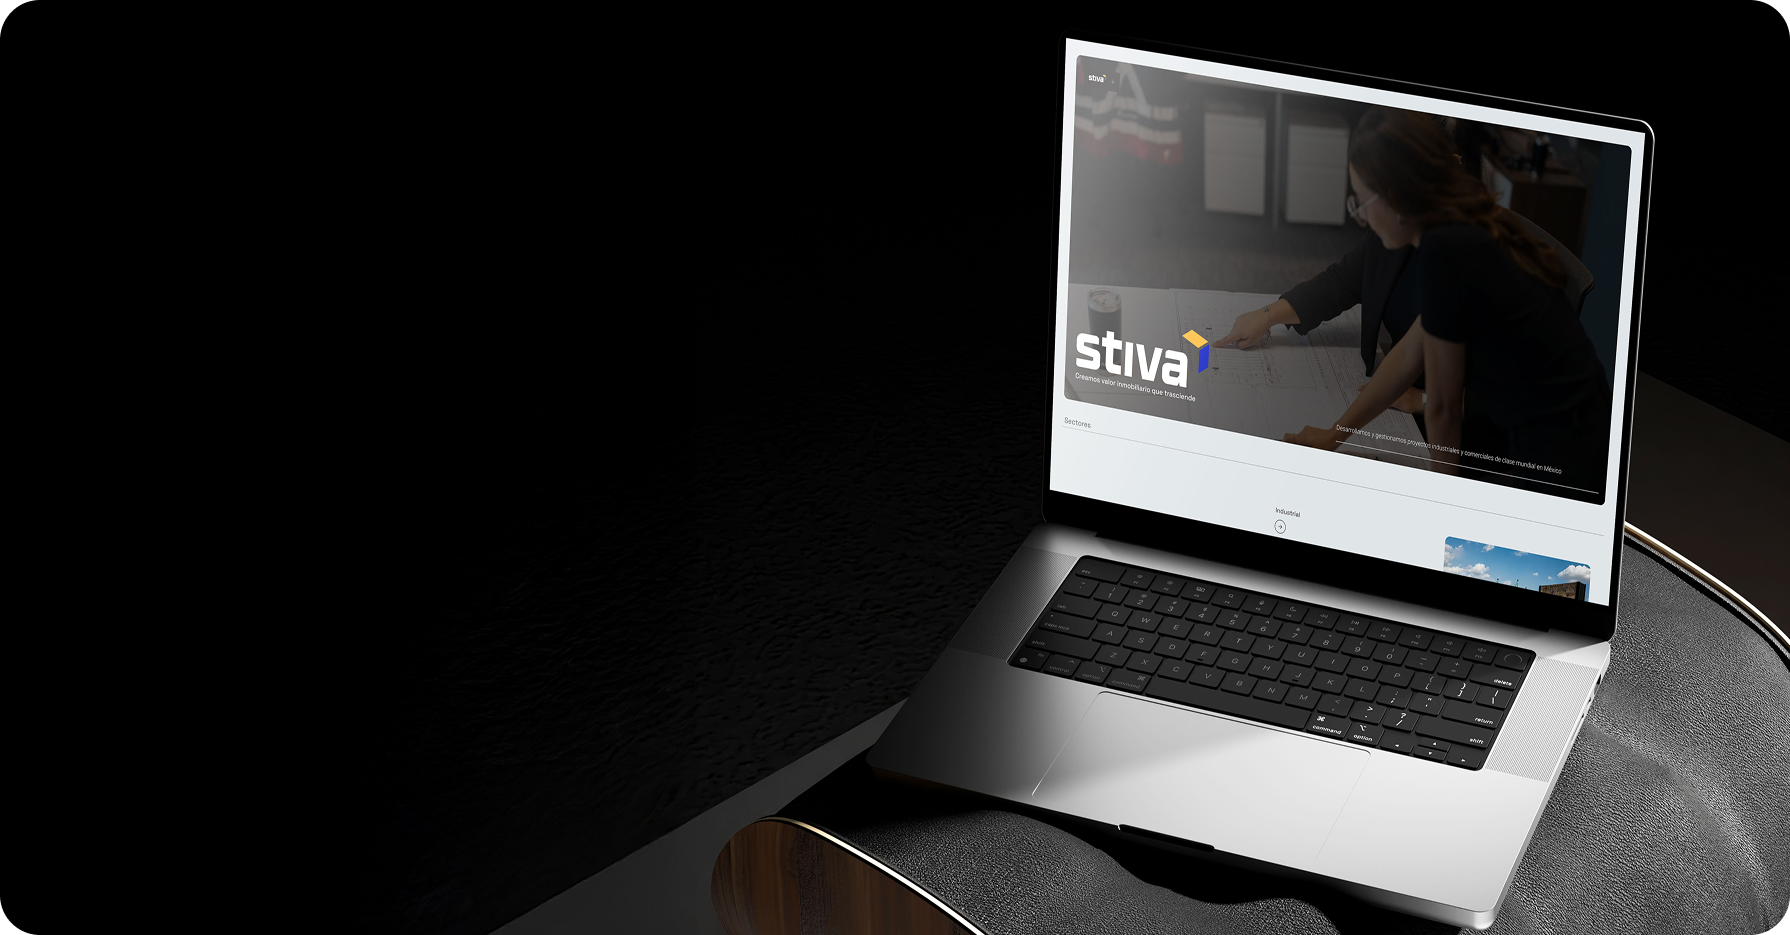 stiva
stiva
Creamos valor inmobiliario que trasciende
Desarrollamos y gestionamos proyectos industriales y comerciales de clase mundial en México
Sectores
Industrial
esc
tab
Q W E R T Y U I O P
caps lock
A S D F G H J K L
return
shift
Z X C V B N M
shift
control
option
command
command
option
delete